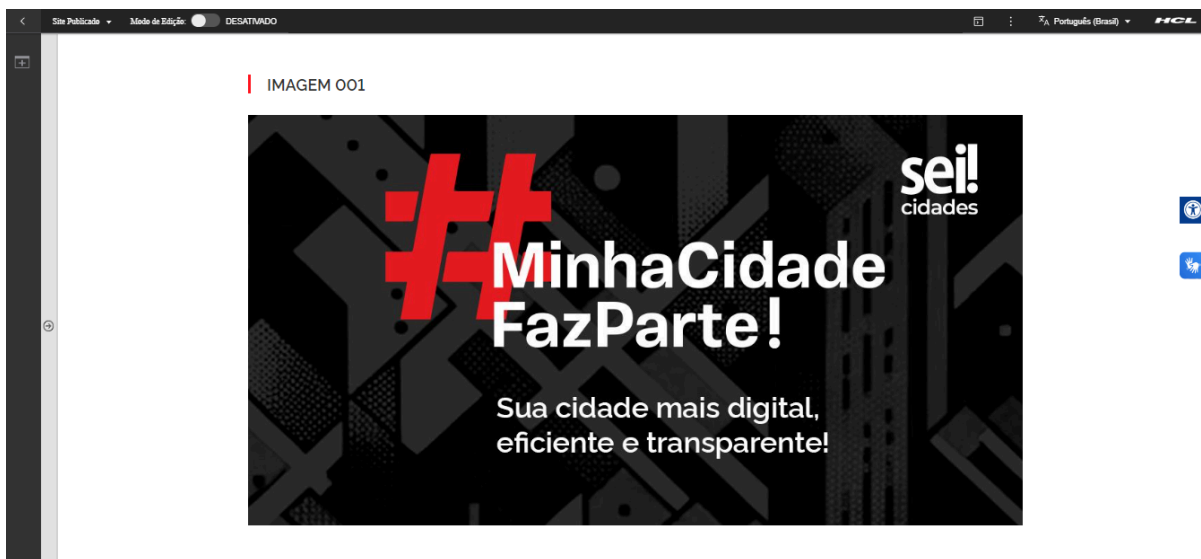 Site Publicado Modo de Edição: DESATIVADO Português (Brasil) HCL
IMAGEM 001
sei!
cidades
#MinhaCidade
FazParte!
Sua cidade mais digital,
eficiente e transparente!